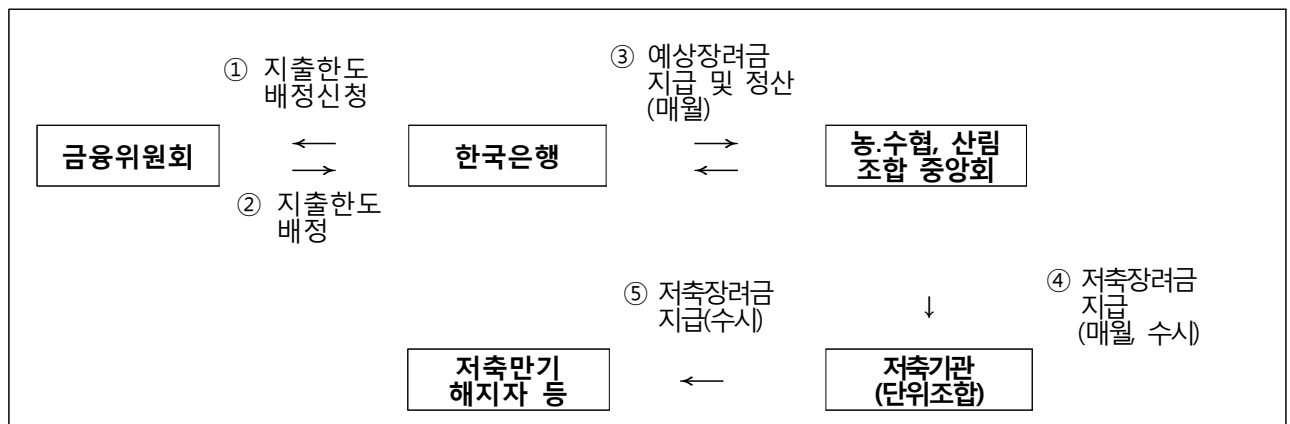 ① 지출한도
배정신청
③ 예상장려금
지급 및 정산
(매월)
금융위원회
←
→
한국은행
→
←
농.수협, 산림
조합 중앙회
② 지출한도
배정
⑤ 저축장려금
지급(수시)
↓
④ 저축장려금
지급
(매월, 수시)
저축만기
해지자 등
←
저축기관
(단위조합)